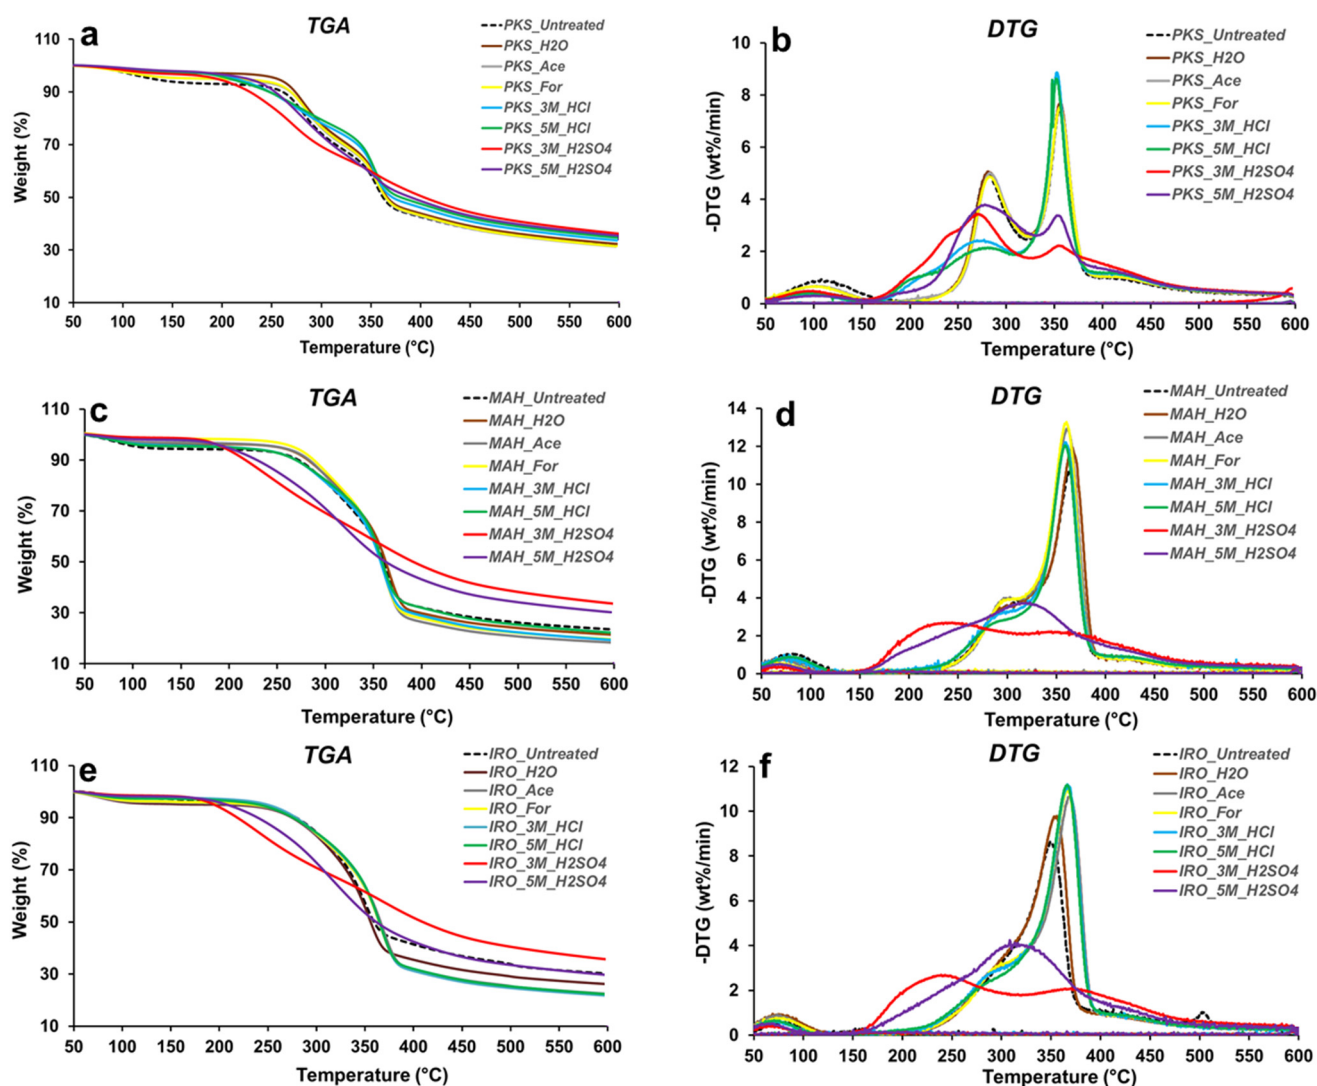 a
TGA
PKS_Untreated
PKS_H2O
PKS_Ace
PKS_For
PKS_3M_HCl
PKS_5M_HCl
PKS_3M_H2SO4
PKS_5M_H2SO4
Weight (%)
110
90
70
50
30
10
50 100 150 200 250 300 350 400 450 500 550 600
Temperature (°C)
b
DTG
PKS_Untreated
PKS_H2O
PKS_Ace
PKS_For
PKS_3M_HCl
PKS_5M_HCl
PKS_3M_H2SO4
PKS_5M_H2SO4
-DTG (wt%/min)
10
8
6
4
2
0
50 100 150 200 250 300 350 400 450 500 550 600
Temperature (°C)
c
TGA
MAH_Untreated
MAH_H2O
MAH_Ace
MAH_For
MAH_3M_HCl
MAH_5M_HCl
MAH_3M_H2SO4
MAH_5M_H2SO4
Weight (%)
110
90
70
50
30
10
50 100 150 200 250 300 350 400 450 500 550 600
Temperature (°C)
d
DTG
MAH_Untreated
MAH_H2O
MAH_Ace
MAH_For
MAH_3M_HCl
MAH_5M_HCl
MAH_3M_H2SO4
MAH_5M_H2SO4
-DTG (wt%/min)
14
12
10
8
6
4
2
0
50 100 150 200 250 300 350 400 450 500 550 600
Temperature (°C)
e
TGA
IRO_Untreated
IRO_H2O
IRO_Ace
IRO_For
IRO_3M_HCl
IRO_5M_HCl
IRO_3M_H2SO4
IRO_5M_H2SO4
Weight (%)
110
90
70
50
30
10
50 100 150 200 250 300 350 400 450 500 550 600
Temperature (°C)
f
DTG
IRO_Untreated
IRO_H2O
IRO_Ace
IRO_For
IRO_3M_HCl
IRO_5M_HCl
IRO_3M_H2SO4
IRO_5M_H2SO4
-DTG (wt%/min)
12
10
8
6
4
2
0
50 100 150 200 250 300 350 400 450 500 550 600
Temperature (°C)